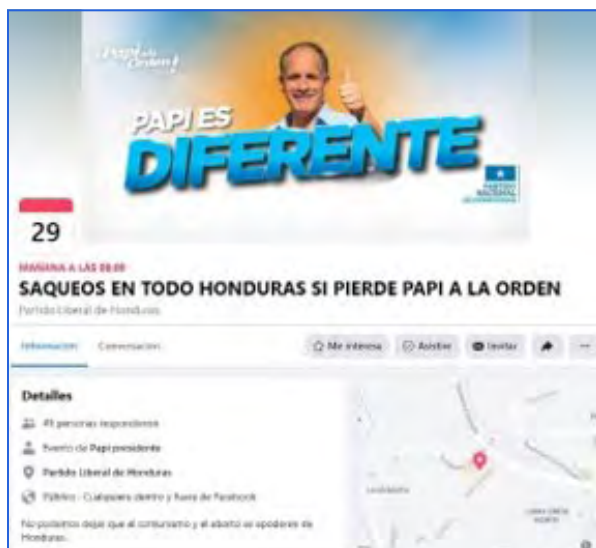 ¡Papi a la
Orden!
PAPI ES
DIFERENTE
PARTIDO
NACIONAL
29
MAÑANA A LAS 08:00
SAQUEOS EN TODO HONDURAS SI PIERDE PAPI A LA ORDEN
Partido Liberal de Honduras
Información Conversación Me interesa Asistiré Invitar
Detalles
personas respondieron
Evento de Papi presidente
Partido Liberal de Honduras
Público · Cualquiera dentro y fuera de Facebook
No podemos dejar que el comunismo y el aborto se apoderen de
Honduras.